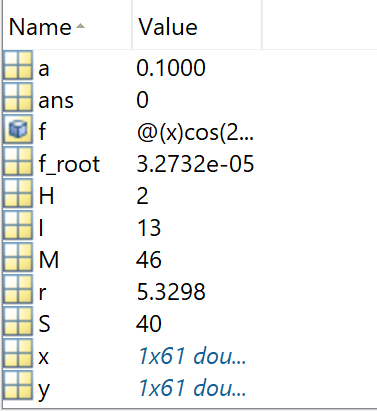 Name Value
a 0.1000
ans 0
f @(x)cos(2...
f_root 3.2732e-05
H 2
I 13
M 46
r 5.3298
S 40
x 1x61 dou...
y 1x61 dou...